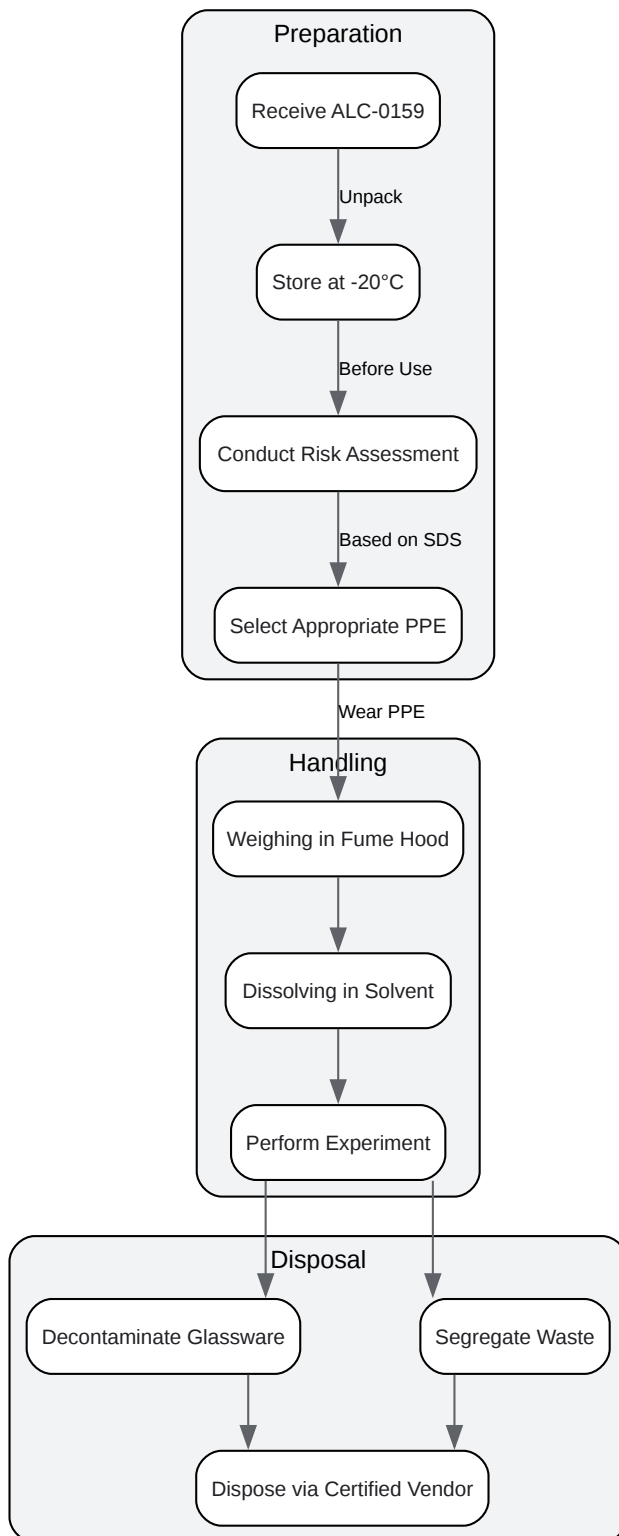 Preparation
Receive ALC-0159
Unpack
Store at -20°C
Before Use
Conduct Risk Assessment
Based on SDS
Select Appropriate PPE
Wear PPE
Handling
Weighing in Fume Hood
Dissolving in Solvent
Perform Experiment
Disposal
Decontaminate Glassware
Segregate Waste
Dispose via Certified Vendor